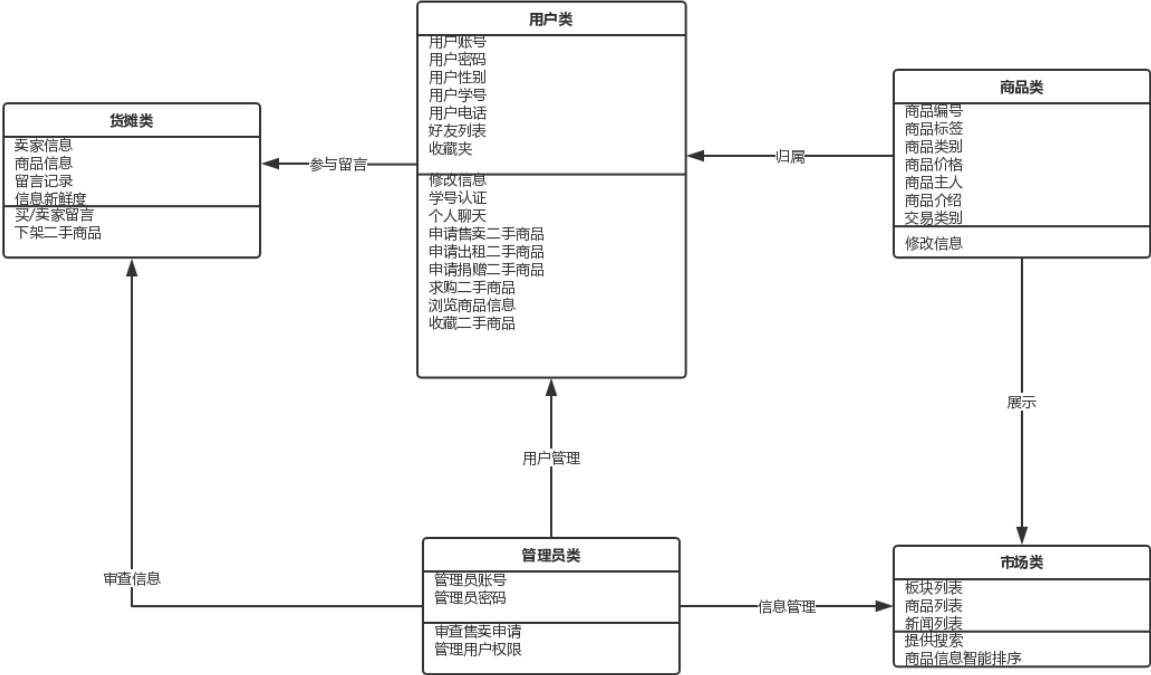 用户类
用户账号
用户密码
用户性别
用户学号
用户电话
好友列表
收藏夹
修改信息
学号认证
个人聊天
申请售卖二手商品
申请出租二手商品
申请捐赠二手商品
求购二手商品
浏览商品信息
收藏二手商品
货摊类
卖家信息
商品信息
留言记录
信息新鲜度
买/卖家留言
下架二手商品
参与留言
归属
商品类
商品编号
商品标签
商品类别
商品价格
商品主人
商品介绍
交易类别
修改信息
展示
用户管理
审查信息
管理员类
管理员账号
管理员密码
审查售卖申请
管理用户权限
信息管理
市场类
板块列表
商品列表
新闻列表
提供搜索
商品信息智能排序